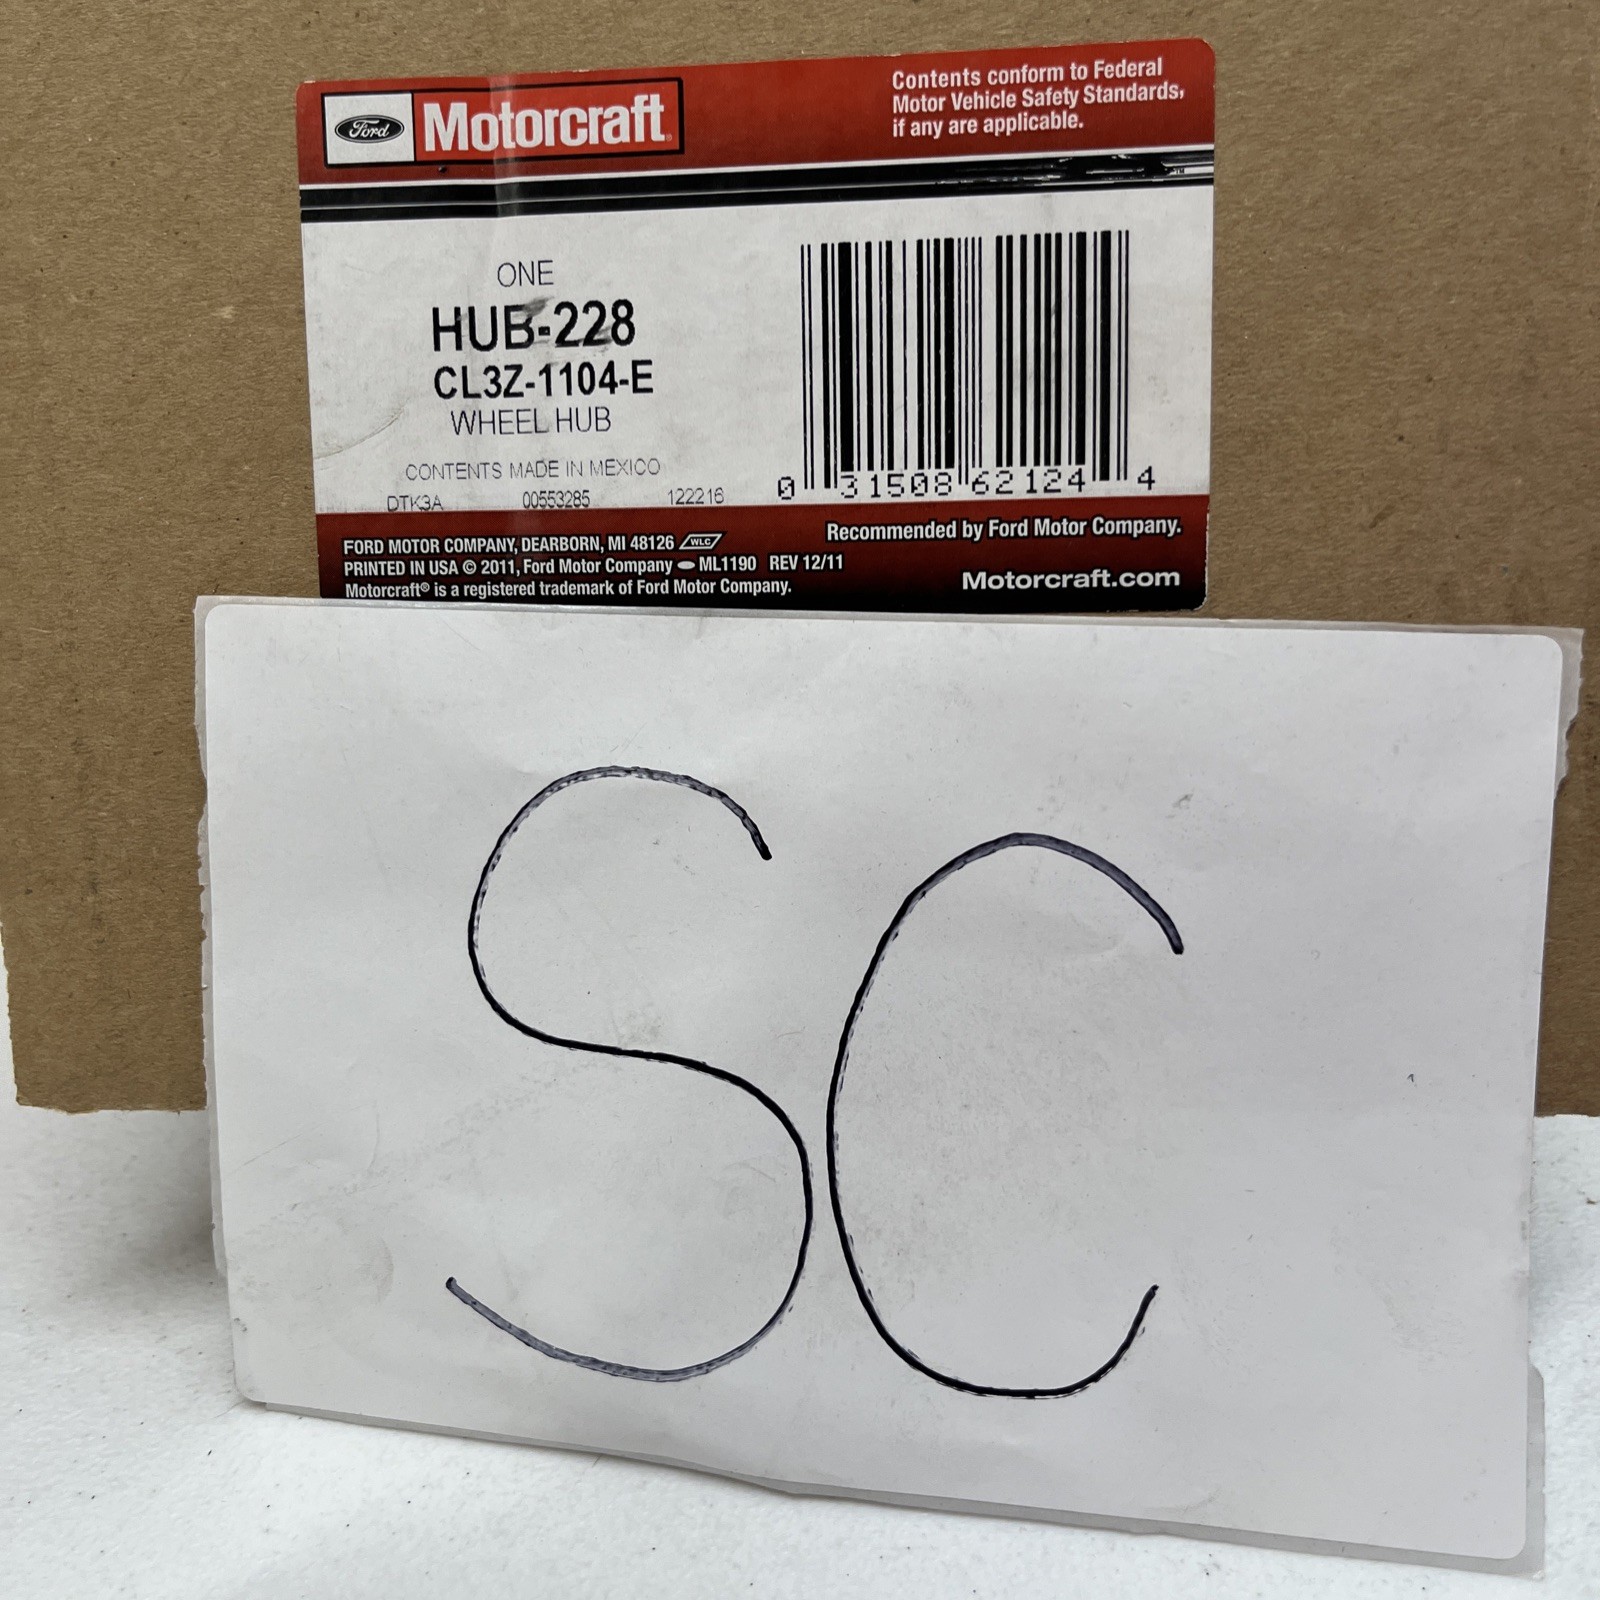 Ford Motorcraft
Contents conform to Federal
Motor Vehicle Safety Standards,
if any are applicable.
ONE
HUB-228
CL3Z-1104-E
WHEEL HUB
CONTENTS MADE IN MEXICO
DTK3A 00553285 122216
0 31508 62124 4
FORD MOTOR COMPANY, DEARBORN, MI 48126 WLC
PRINTED IN USA © 2011, Ford Motor Company ML1190 REV 12/11
Motorcraft® is a registered trademark of Ford Motor Company.
Recommended by Ford Motor Company.
Motorcraft.com
SC